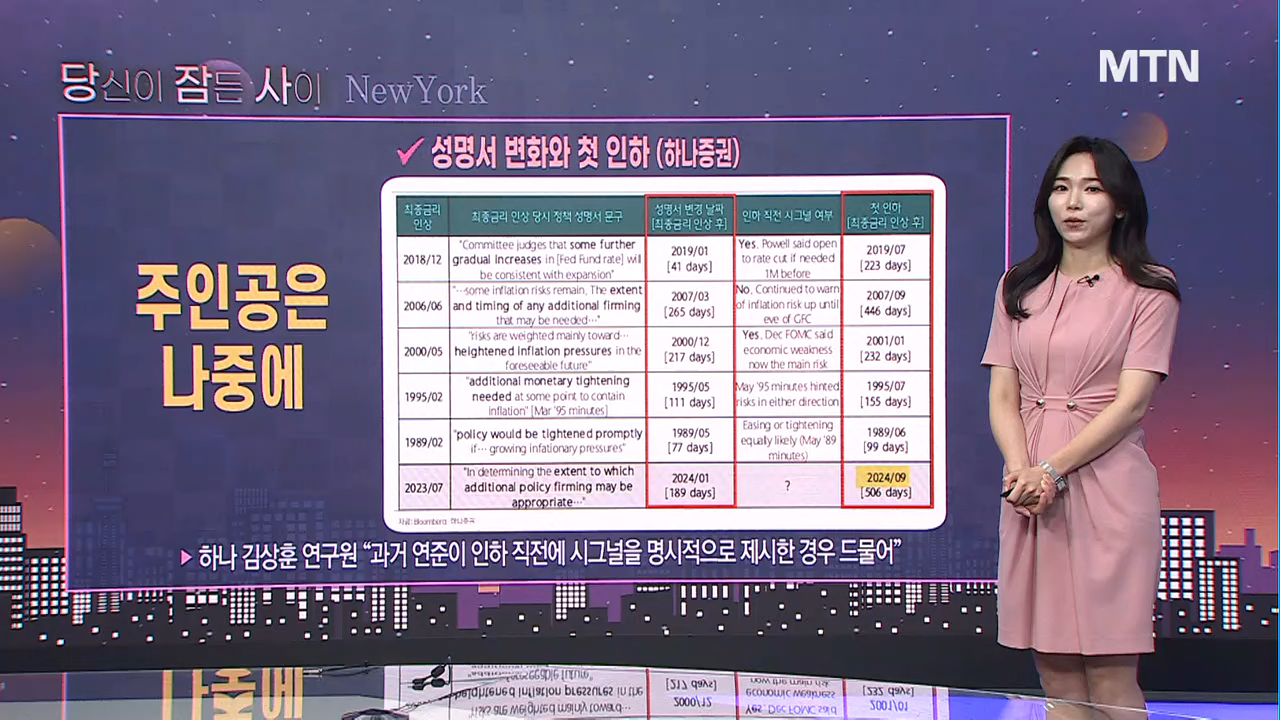 당신이 잠든 사이 NewYork
MTN
주인공은
나중에
✓ 성명서 변화와 첫 인하 (하나증권)
최종금리
인상
최종금리 인상 당시 정책 성명서 문구
성명서 변경 날짜
[최종금리 인상 후]
인하 직전 시그널 여부
첫 인하
[최종금리 인상 후]
2018/12
"Committee judges that some further
gradual increases in [Fed Fund rate] will
be consistent with expansion"
2019/01
[41 days]
Yes. Powell said open
to rate cut if needed
1M before
2019/07
[223 days]
2006/06
"…some inflation risks remain. The extent
and timing of any additional firming
that may be needed…"
2007/03
[265 days]
No. Continued to warn
of inflation risk up until
eve of GFC
2007/09
[446 days]
2000/05
"risks are weighted mainly toward…
heightened inflation pressures in the
foreseeable future"
2000/12
[217 days]
Yes. Dec FOMC said
economic weakness
now the main risk
2001/01
[232 days]
1995/02
"additional monetary tightening
needed at some point to contain
inflation" [Mar '95 minutes]
1995/05
[111 days]
May '95 minutes hinted
risks in either direction
1995/07
[155 days]
1989/02
"policy would be tightened promptly
if… growing infationary pressures"
1989/05
[77 days]
Easing or tightening
equally likely (May '89
minutes)
1989/06
[99 days]
2023/07
"In determining the extent to which
additional policy firming may be
appropriate…"
2024/01
[189 days]
?
2024/09
[506 days]
자료: Bloomberg 하나증권
▶ 하나 김상훈 연구원 “과거 연준이 인하 직전에 시그널을 명시적으로 제시한 경우 드물어”